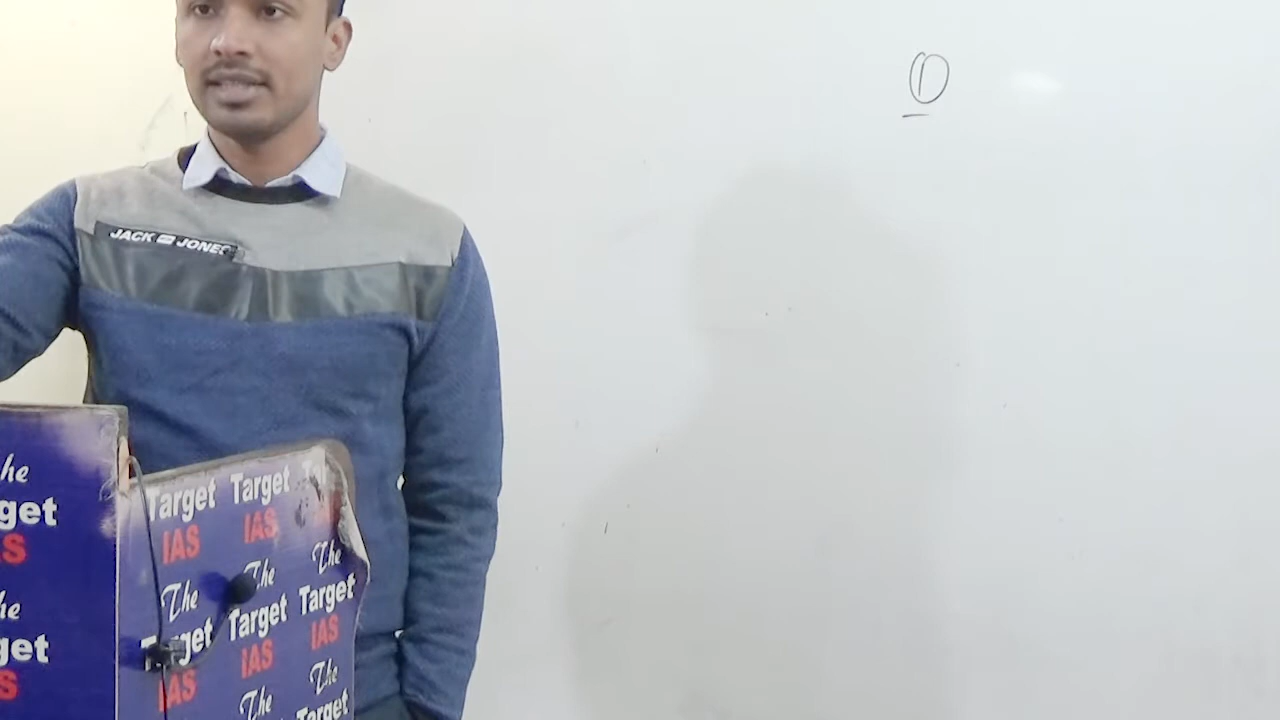 ①
JACK JONES
The
Target
IAS
The
Target
IAS
Target Target
IAS IAS
The The The
Target Target Target
IAS IAS IAS
The The
Target